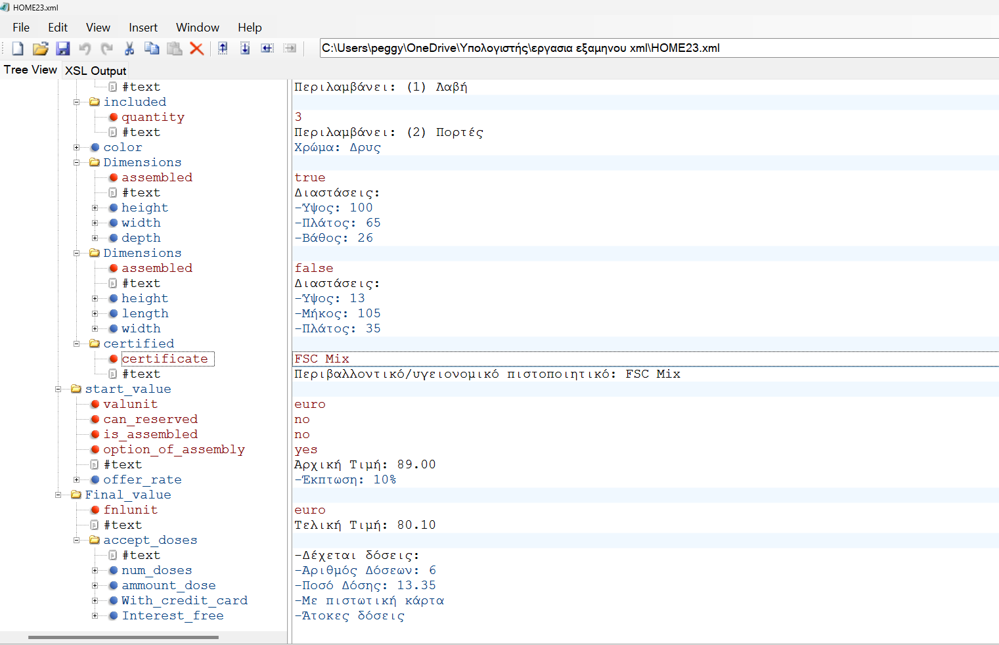 HOME23.xml
File Edit View Insert Window Help
C:\Users\peggy\OneDrive\Υπολογιστής\εργασια εξαμηνου xml\HOME23.xml
Tree View XSL Output
#text Περιλαμβάνει: (1) Λαβή
included
quantity 3
#text Περιλαμβάνει: (2) Πορτές
color Χρώμα: Δρυς
Dimensions
assembled true
#text Διαστάσεις:
height -Ύψος: 100
width -Πλάτος: 65
depth -Βάθος: 26
Dimensions
assembled false
#text Διαστάσεις:
height -Ύψος: 13
length -Μήκος: 105
width -Πλάτος: 35
certified
certificate FSC Mix
#text Περιβαλλοντικό/υγειονομικό πιστοποιητικό: FSC Mix
start_value
valunit euro
can_reserved no
is_assembled no
option_of_assembly yes
#text Αρχική Τιμή: 89.00
offer_rate -Έκπτωση: 10%
Final_value
fnlunit euro
#text Τελική Τιμή: 80.10
accept_doses
#text -Δέχεται δόσεις:
num_doses -Αριθμός Δόσεων: 6
ammount_dose -Ποσό Δόσης: 13.35
With_credit_card -Με πιστωτική κάρτα
Interest_free -Άτοκες δόσεις